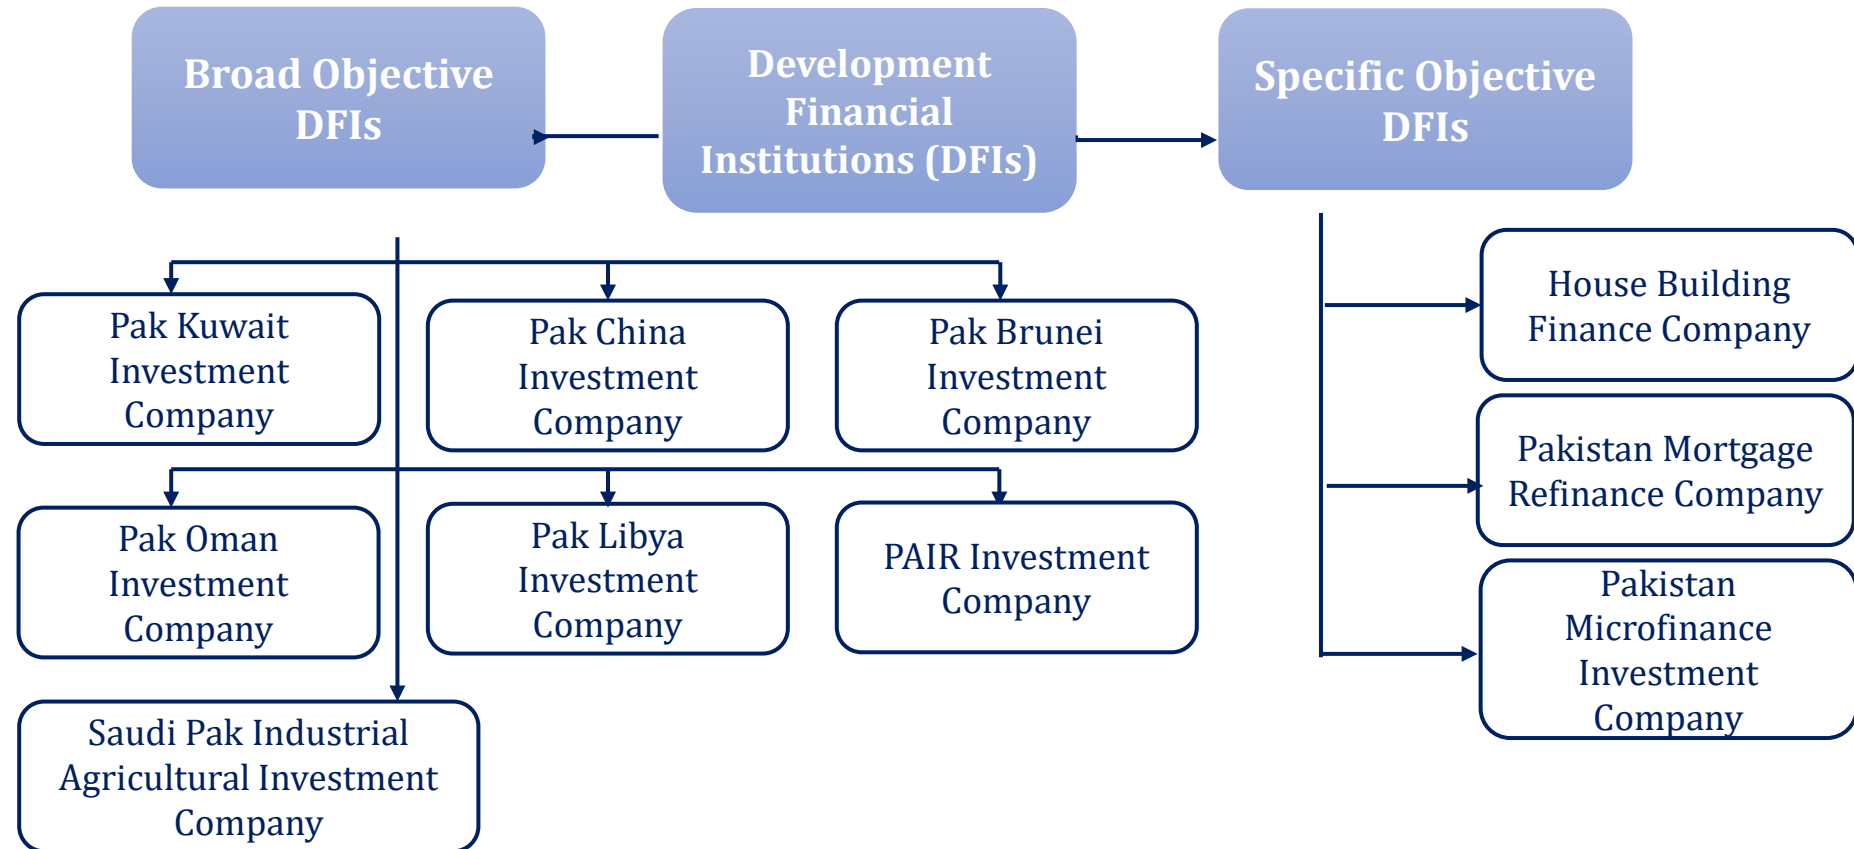 Broad Objective
DFIs
Development
Financial
Institutions (DFIs)
Specific Objective
DFIs
Pak Kuwait
Investment
Company
Pak China
Investment
Company
Pak Brunei
Investment
Company
House Building
Finance Company
Pak Oman
Investment
Company
Pak Libya
Investment
Company
PAIR Investment
Company
Pakistan Mortgage
Refinance Company
Saudi Pak Industrial
Agricultural Investment
Company
Pakistan
Microfinance
Investment
Company